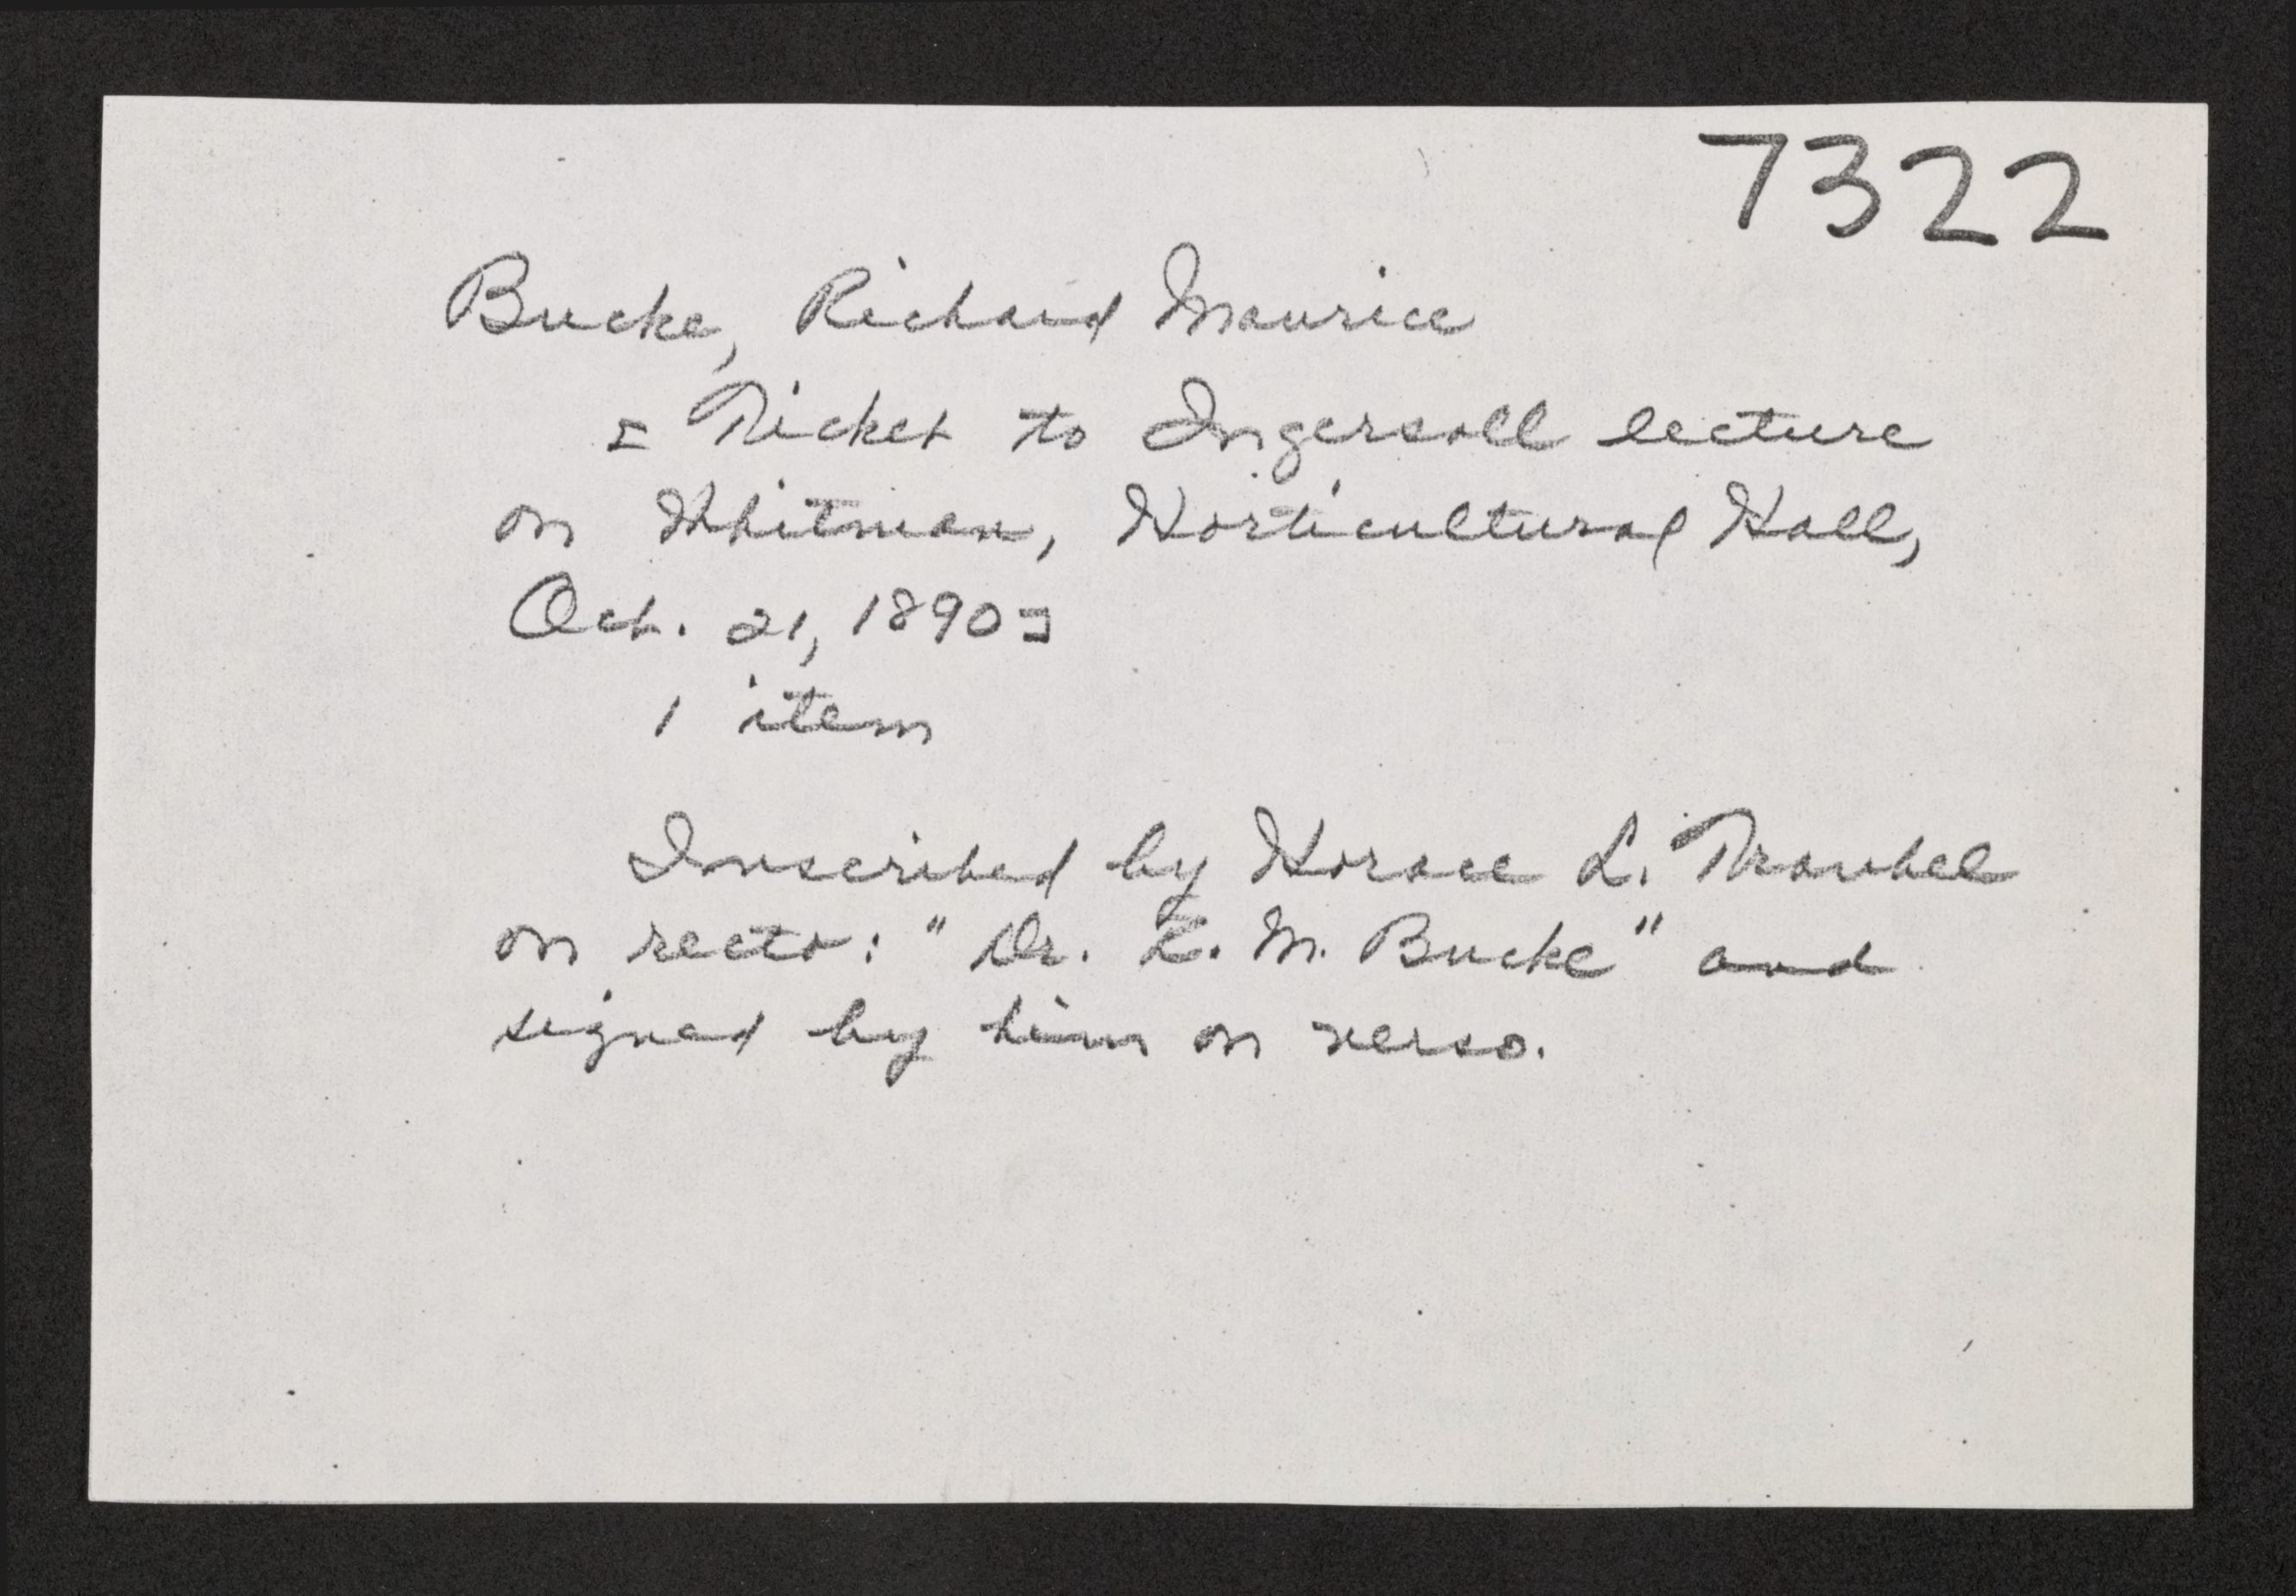 7322
Bucke, Richard Maurice
[Ticket to Ingersoll lecture
on Whitman, Horticultural Hall,
Oct. 21, 1890]
1 item
Inscribed by Horace L. Traubel
on recto: "Dr. R. M. Bucke" and
signed by him on verso.